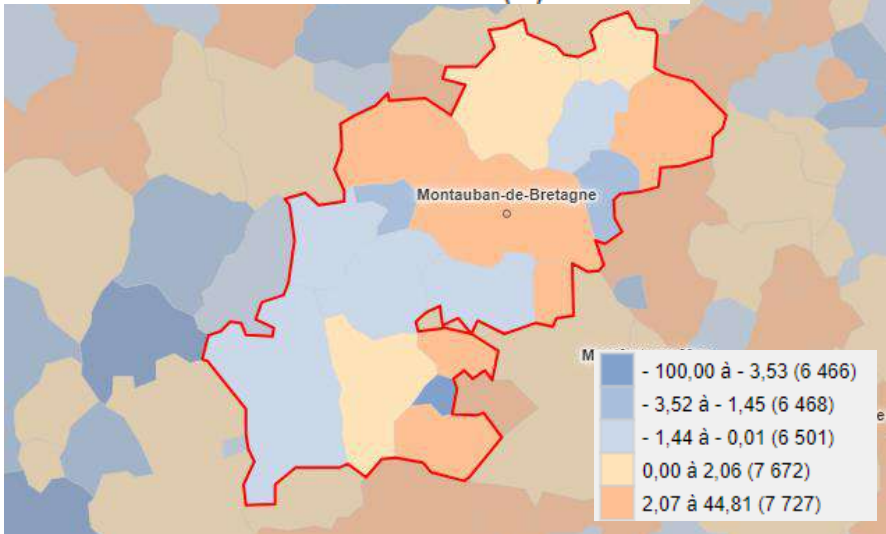 Montauban-de-Bretagne
M
- 100,00 à - 3,53 (6 466)
- 3,52 à - 1,45 (6 468)
- 1,44 à - 0,01 (6 501)
0,00 à 2,06 (7 672)
2,07 à 44,81 (7 727)
e